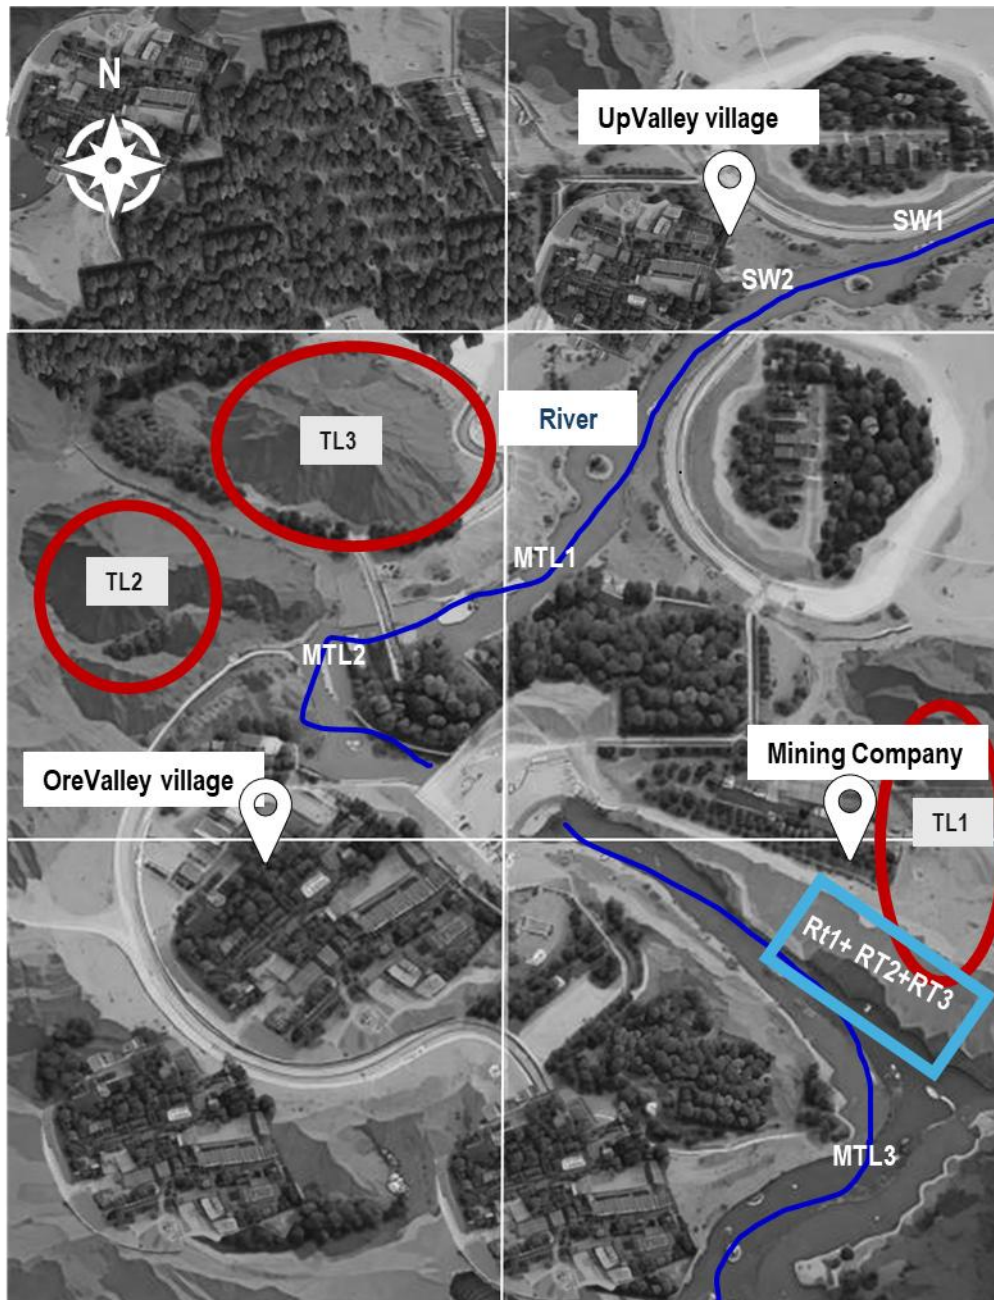 N
UpValley village
SW1
SW2
TL3
River
TL2
MTL1
MTL2
Mining Company
OreValley village
TL1
Rt1+ RT2+RT3
MTL3